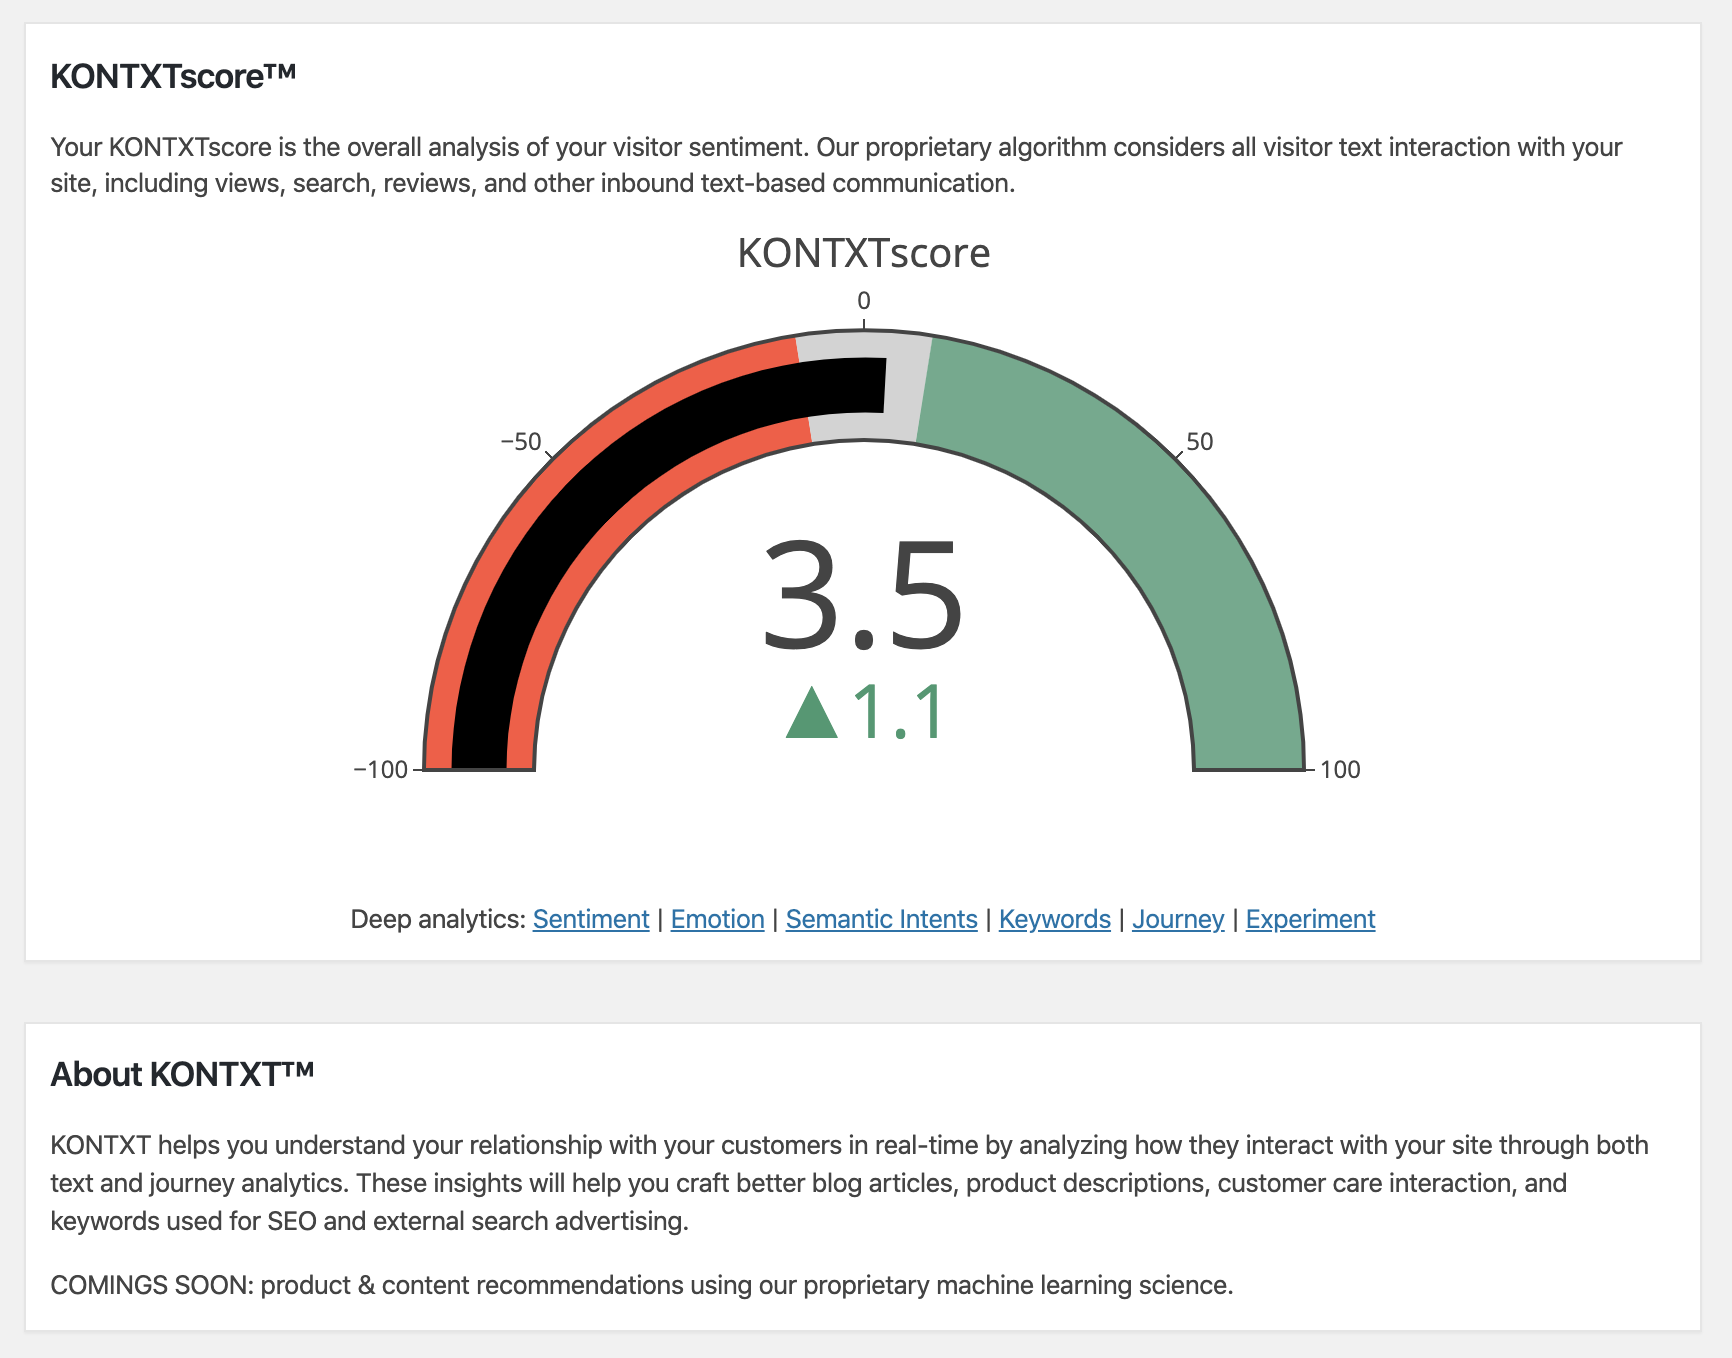 KONTXTscore™
Your KONTXTscore is the overall analysis of your visitor sentiment. Our proprietary algorithm considers all visitor text interaction with your
site, including views, search, reviews, and other inbound text-based communication.
KONTXTscore
0
−50
50
3.5
▲1.1
−100
100
Deep analytics: Sentiment | Emotion | Semantic Intents | Keywords | Journey | Experiment
About KONTXT™
KONTXT helps you understand your relationship with your customers in real-time by analyzing how they interact with your site through both
text and journey analytics. These insights will help you craft better blog articles, product descriptions, customer care interaction, and
keywords used for SEO and external search advertising.
COMINGS SOON: product & content recommendations using our proprietary machine learning science.